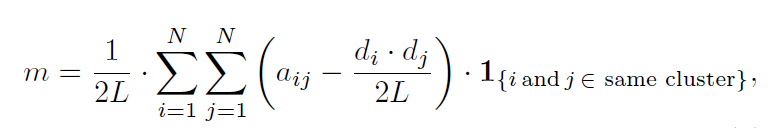 m = \frac{1}{2L} \cdot \sum_{i=1}^{N} \sum_{j=1}^{N} \left( a_{ij} - \frac{d_i \cdot d_j}{2L} \right) \cdot \mathbf{1}_{\{i \text{ and } j \in \text{ same cluster}\}},